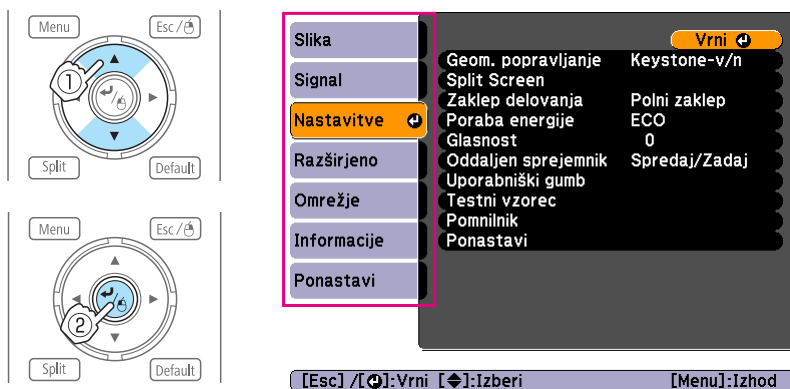 Menu
Esc /
1
/
Split
Default
Menu
Esc /
/
2
Split
Default
Slika
Signal
Nastavitve
Razširjeno
Omrežje
Informacije
Ponastavi
Vrni
Geom. popravljanje Keystone-v/n
Split Screen
Zaklep delovanja Polni zaklep
Poraba energije ECO
Glasnost 0
Oddaljen sprejemnik Spredaj/Zadaj
Uporabniški gumb
Testni vzorec
Pomnilnik
Ponastavi
[Esc] /[ ]:Vrni [ ]:Izberi [Menu]:Izhod